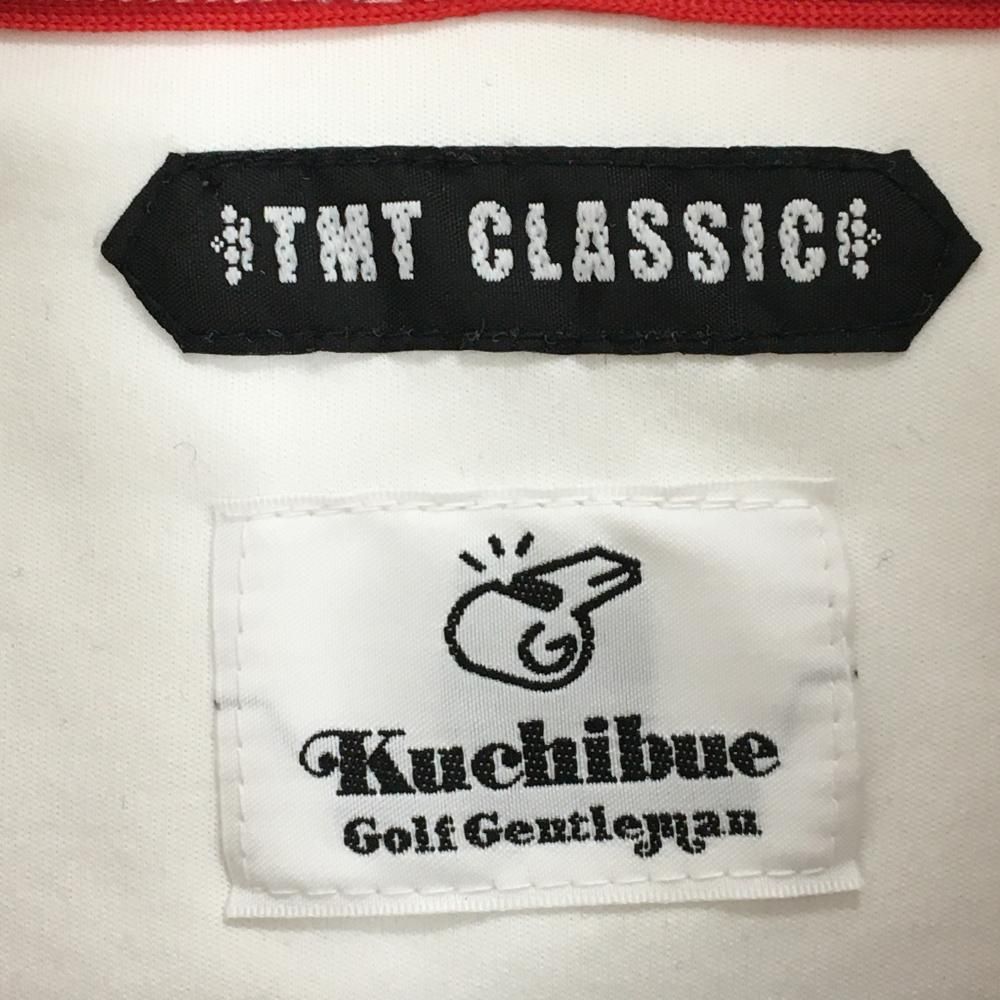 TMT CLASSIC
G
Kuchibue
Golf Gentleman